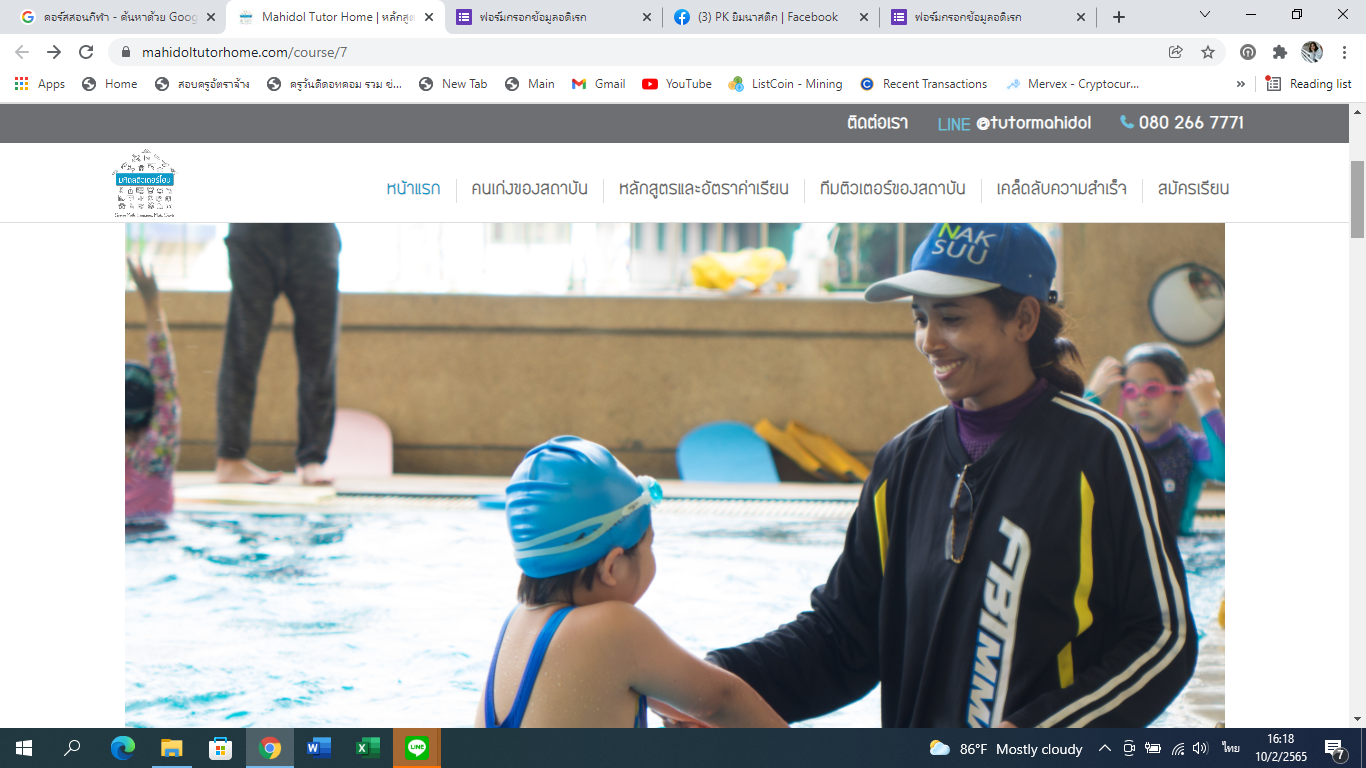 คอร์สสอนกีฬา - ค้นหาด้วย Goog
Mahidol Tutor Home | หลักสูต
ฟอร์มกรอกข้อมูลอดิเรก
(3) PK ยิมนาสติก | Facebook
ฟอร์มกรอกข้อมูลอดิเรก
mahidoltutorhome.com/course/7
Apps
Home
สอบครูอัตราจ้าง
ครูวันดีดอทคอม รวม ข่...
New Tab
Main
Gmail
YouTube
ListCoin - Mining
Recent Transactions
Mervex - Cryptocur...
»
Reading list
ติดต่อเรา
LINE @tutormahidol
080 266 7771
มหิดลติวเตอร์โฮม
หน้าแรก
คนเก่งของสถาบัน
หลักสูตรและอัตราค่าเรียน
ทีมติวเตอร์ของสถาบัน
เคล็ดลับความสำเร็จ
สมัครเรียน
NAK
SUU
FBIMM
LINE
86°F Mostly cloudy
ไทย
16:18
10/2/2565
7